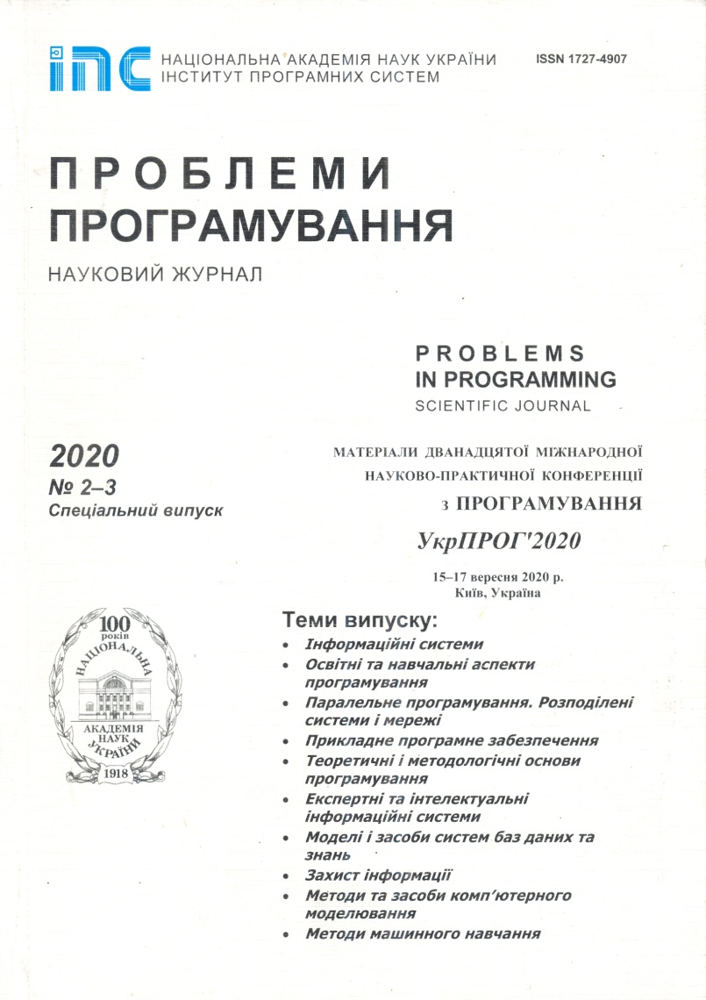 іпс
НАЦІОНАЛЬНА АКАДЕМІЯ НАУК УКРАЇНИ
ІНСТИТУТ ПРОГРАМНИХ СИСТЕМ
ISSN 1727-4907
ПРОБЛЕМИ
ПРОГРАМУВАННЯ
НАУКОВИЙ ЖУРНАЛ
PROBLEMS
IN PROGRAMMING
SCIENTIFIC JOURNAL
2020
№ 2–3
Спеціальний випуск
МАТЕРІАЛИ ДВАНАДЦЯТОЇ МІЖНАРОДНОЇ
НАУКОВО-ПРАКТИЧНОЇ КОНФЕРЕНЦІЇ
з ПРОГРАМУВАННЯ
УкрПРОГ'2020
15–17 вересня 2020 р.
Київ, Україна
100
років
НАЦІОНАЛЬНА
АКАДЕМІЯ
НАУК
УКРАЇНИ
1918
Теми випуску:
• Інформаційні системи
• Освітні та навчальні аспекти
програмування
• Паралельне програмування. Розподілені
системи і мережі
• Прикладне програмне забезпечення
• Теоретичні і методологічні основи
програмування
• Експертні та інтелектуальні
інформаційні системи
• Моделі і засоби систем баз даних та
знань
• Захист інформації
• Методи та засоби комп’ютерного
моделювання
• Методи машинного навчання